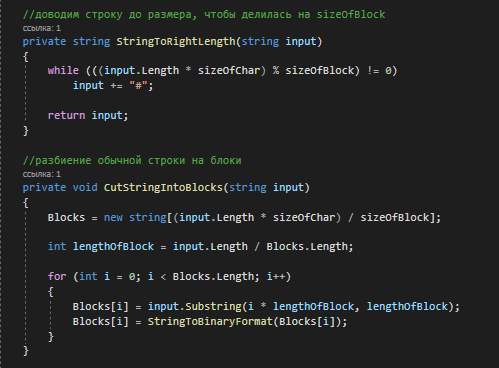 //доводим строку до размера, чтобы делилась на sizeOfBlock
ссылка: 1
private string StringToRightLength(string input)
{
while (((input.Length * sizeOfChar) % sizeOfBlock) != 0)
input += "#";
return input;
}
//разбиение обычной строки на блоки
ссылка: 1
private void CutStringIntoBlocks(string input)
{
Blocks = new string[(input.Length * sizeOfChar) / sizeOfBlock];
int lengthOfBlock = input.Length / Blocks.Length;
for (int i = 0; i < Blocks.Length; i++)
{
Blocks[i] = input.Substring(i * lengthOfBlock, lengthOfBlock);
Blocks[i] = StringToBinaryFormat(Blocks[i]);
}
}